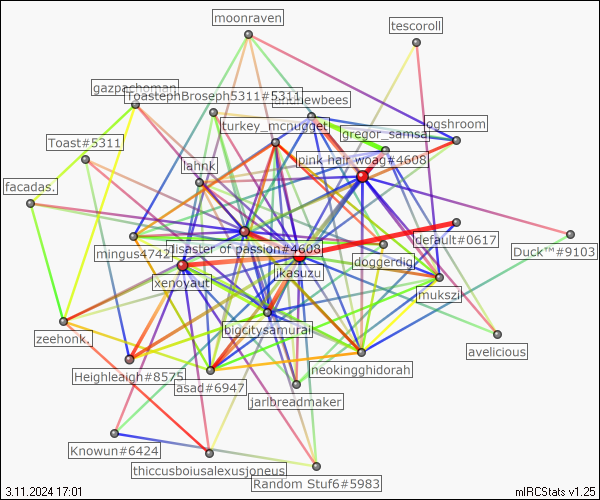 moonraven
tescoroll
gazpachoman
ToastephBroseph5311#5311
turkey_mcnugget
gregor_samsa
ogshroom
Toast#5311
pink hair woag#4608
lahnk
facadas.
default#0617
Duck™#9103
mingus4742
disaster of passion#4608
doggerdig
jikasuzu
xenoyaut
mukszi
bigcitysamurai
zeehonk.
avelicious
neokingghidorah
Heighleaigh#8575
asad#6947
jarlbreadmaker
Knowun#6424
thiccusboiusalexusjoneus
Random Stuf6#5983
3.11.2024 17:01
mIRCStats v1.25